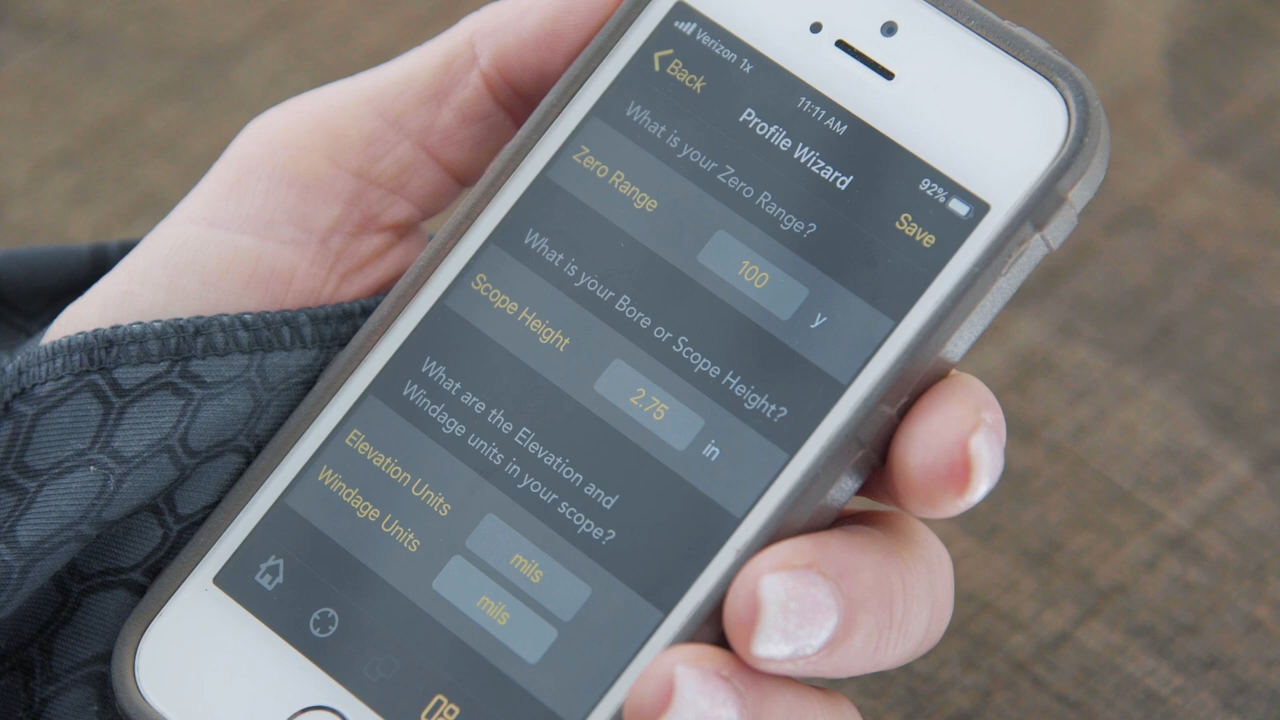 Verizon 1x
11:11 AM
92%
Back
Profile Wizard
Save
What is your Zero Range?
Zero Range
100
y
What is your Bore or Scope Height?
Scope Height
2.75
in
What are the Elevation and
Windage units in your scope?
Elevation Units
mils
Windage Units
mils